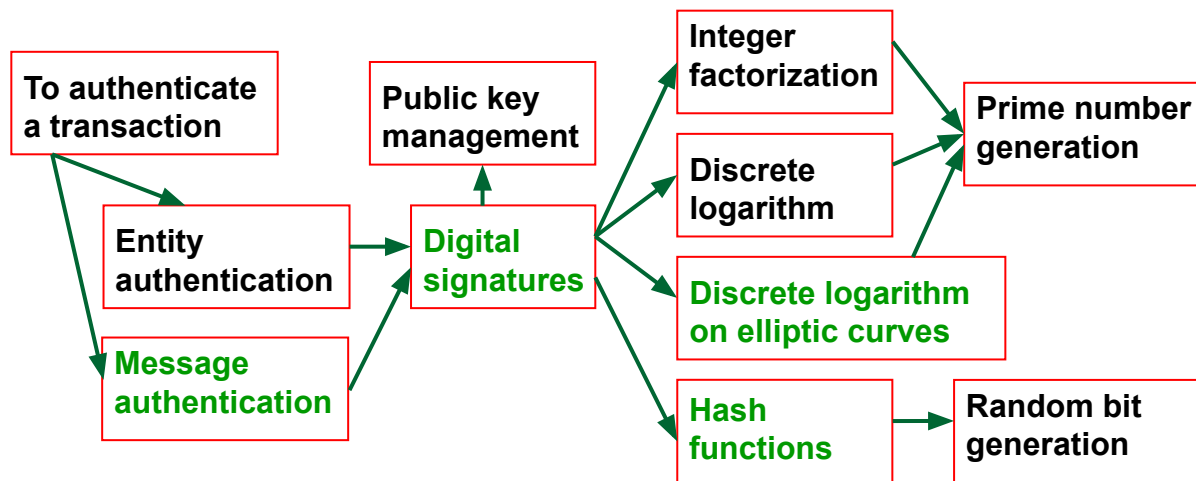 To authenticate
a transaction
Entity
authentication
Message
authentication
Public key
management
Digital
signatures
Integer
factorization
Discrete
logarithm
Discrete logarithm
on elliptic curves
Hash
functions
Prime number
generation
Random bit
generation